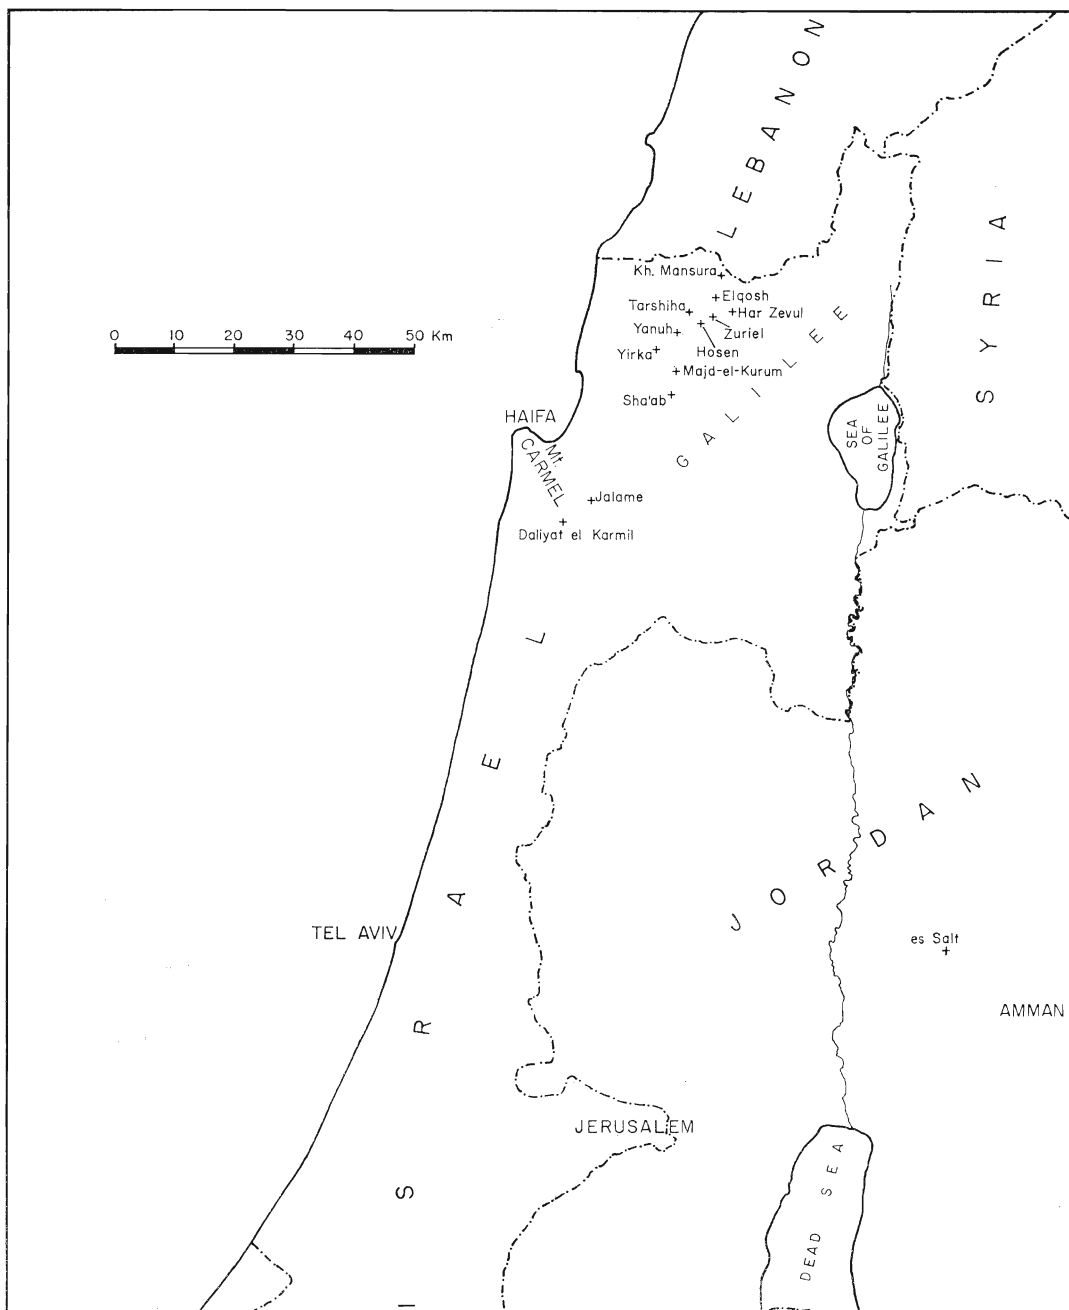 LEBANON
SYRIA
Kh. Mansura
Elqosh
Tarshiha
Har Zevul
Yanuh
Zuriel
Hosen
Yirka
Majd-el-Kurum
Sha'ab
GALILEE
0 10 20 30 40 50 Km
HAIFA
Mt.
CARMEL
SEA
OF
GALILEE
Jalame
Daliyat el Karmil
ISRAEL
JORDAN
TEL AVIV
es Salt
AMMAN
JERUSALEM
DEAD SEA